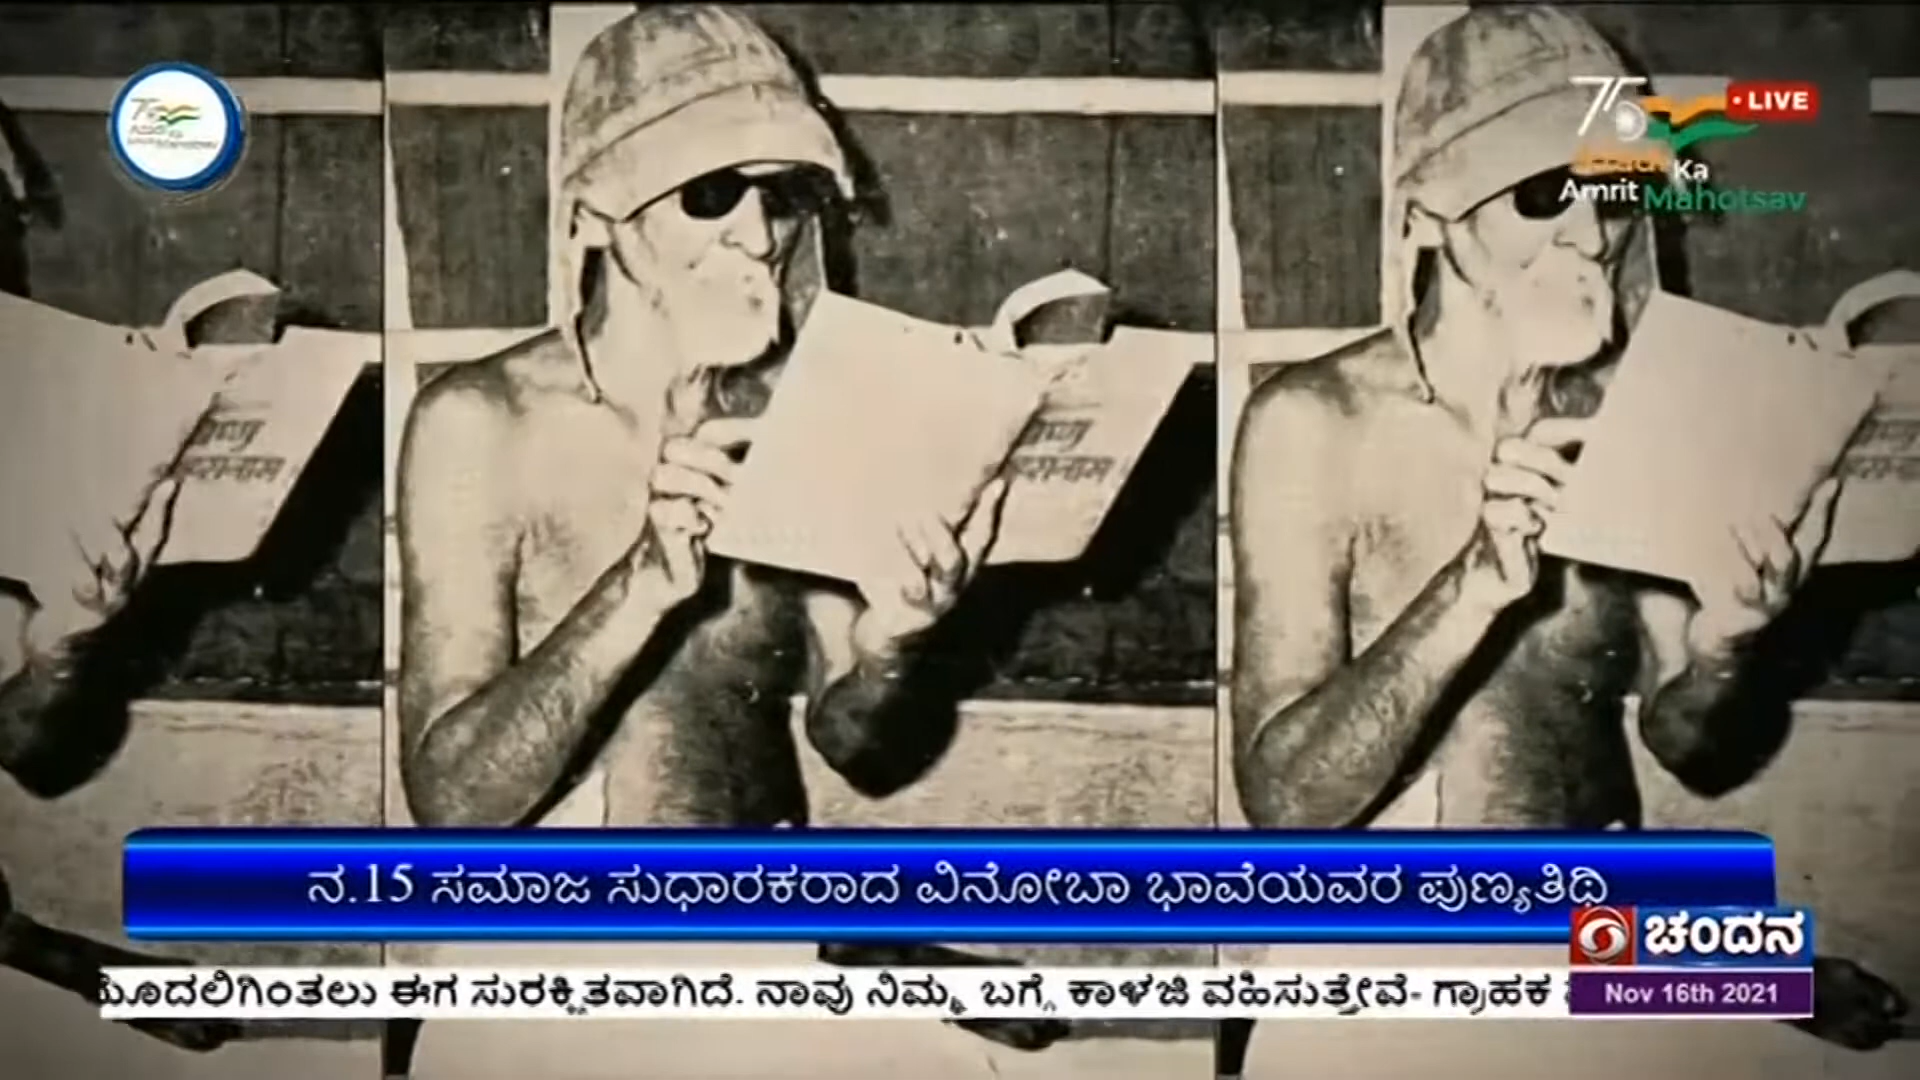 75
LIVE
Ka
Amrit Mahotsav
ನ.15 ಸಮಾಜ ಸುಧಾರಕರಾದ ವಿನೋಬಾ ಭಾವೆಯವರ ಪುಣ್ಯತಿಥಿ
ಚಂದನ
ಮೊದಲಿಗಿಂತಲು ಈಗ ಸುರಕ್ಷಿತವಾಗಿದೆ. ನಾವು ನಿಮ್ಮ ಬಗ್ಗೆ ಕಾಳಜಿ ವಹಿಸುತ್ತೇವೆ- ಗ್ರಾಹಕ
Nov 16th 2021